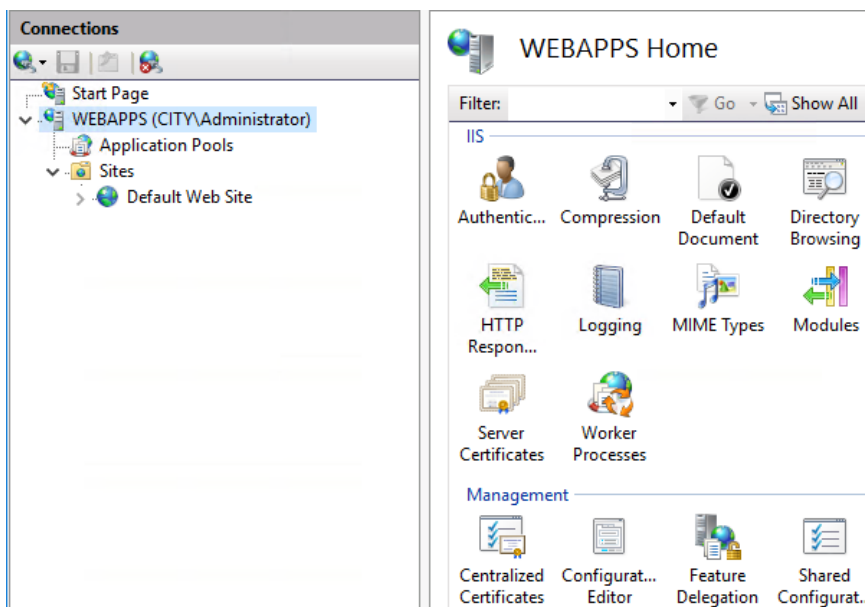 Connections
Start Page
WEBAPPS (CITY\Administrator)
Application Pools
Sites
Default Web Site
WEBAPPS Home
Filter: Go Show All
IIS
Authentic... Compression Default Document Directory Browsing
HTTP Respon... Logging MIME Types Modules
Server Certificates Worker Processes
Management
Centralized Certificates Configurat... Editor Feature Delegation Shared Configurat...